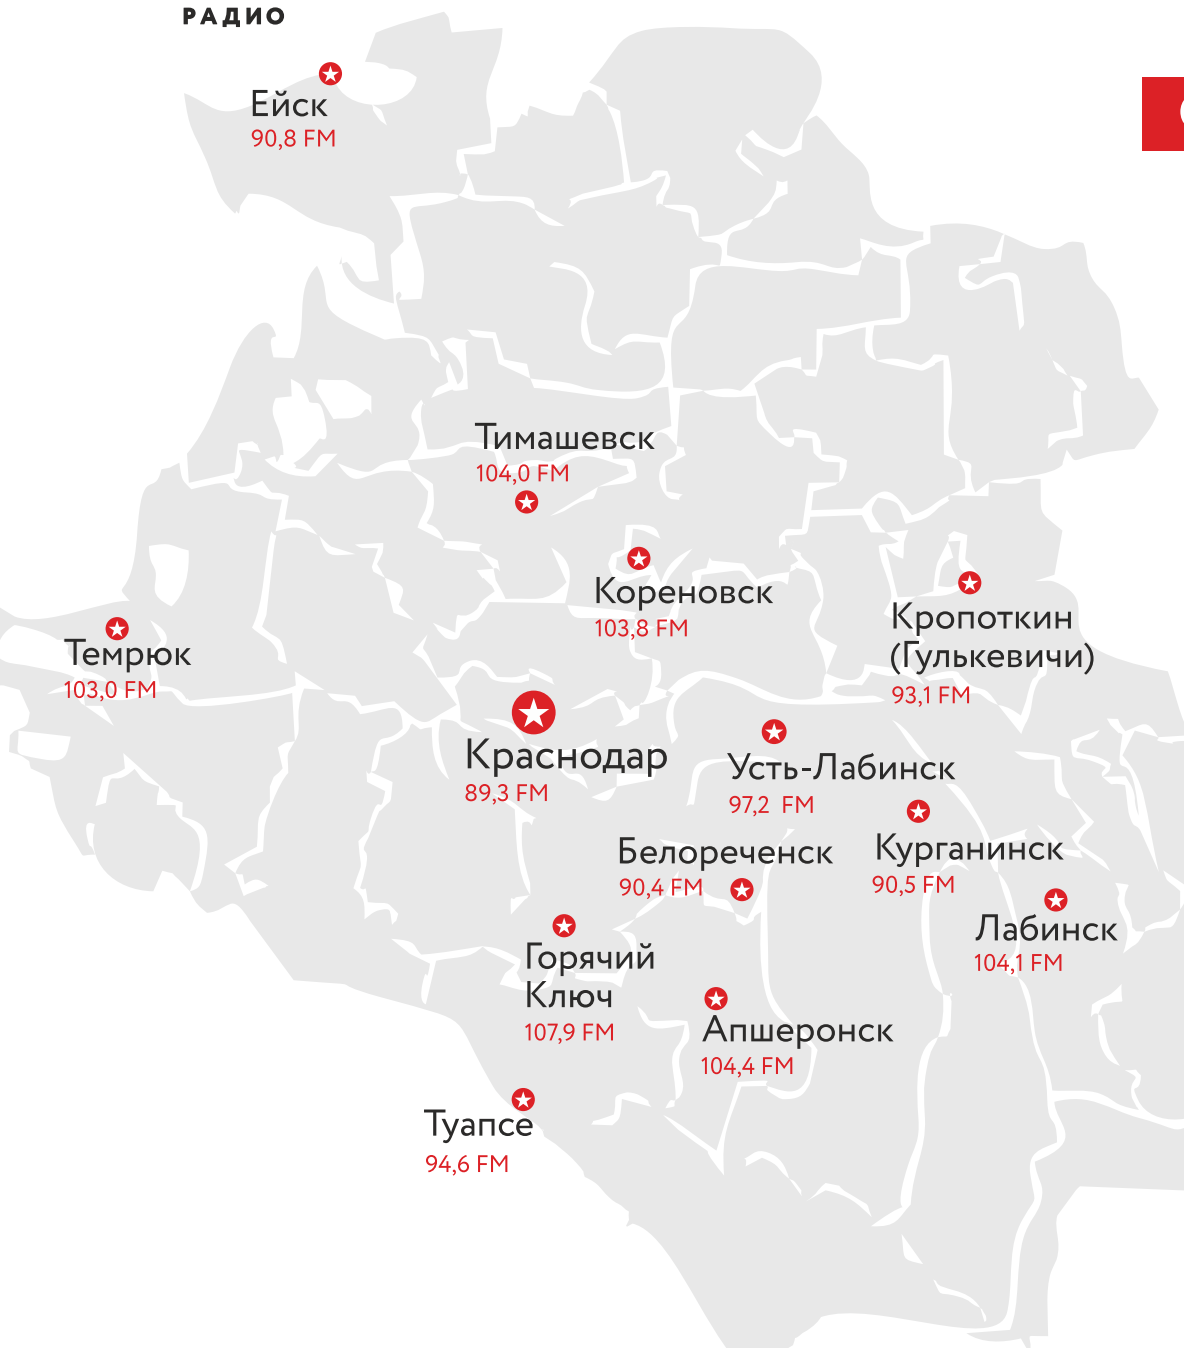 РАДИО
Ейск
90,8 FM
Тимашевск
104,0 FM
Кореновск
103,8 FM
Кропоткин
(Гулькевичи)
93,1 FM
Темрюк
103,0 FM
Краснодар
89,3 FM
Усть-Лабинск
97,2 FM
Курганинск
90,5 FM
Белореченск
90,4 FM
Лабинск
104,1 FM
Горячий
Ключ
107,9 FM
Апшеронск
104,4 FM
Туапсе
94,6 FM